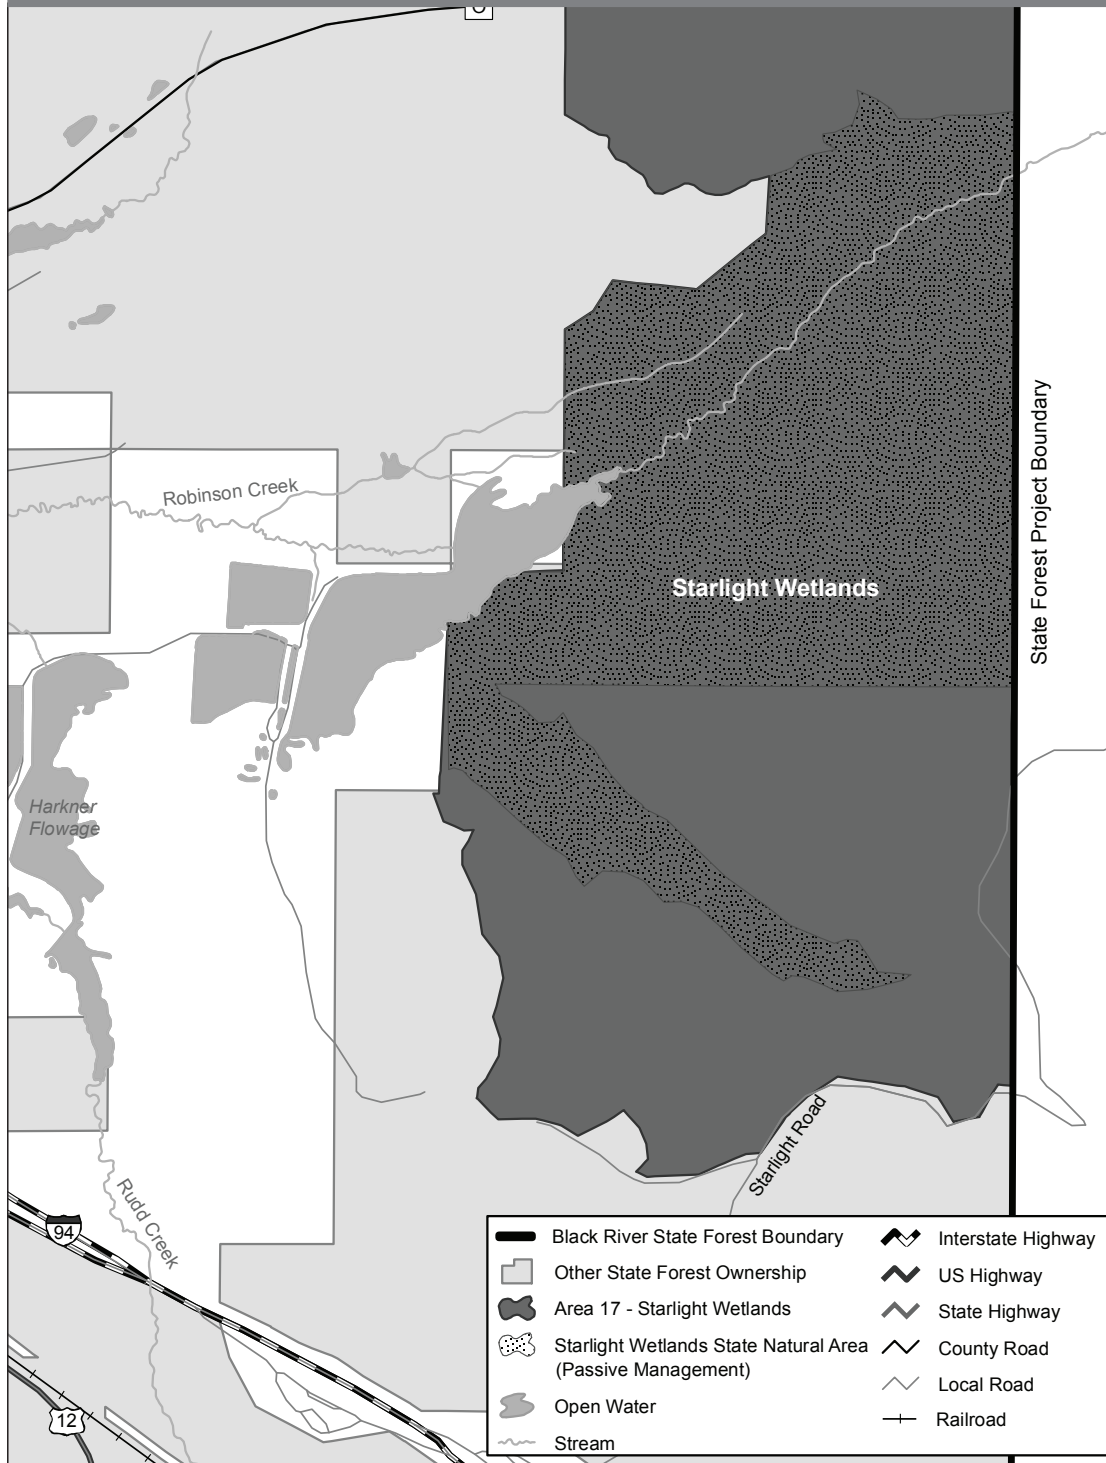 Robinson Creek
State Forest Project Boundary
Starlight Wetlands
Harkner
Flowage
Starlight Road
Rudd Creek
94
12
Black River State Forest Boundary
Other State Forest Ownership
Area 17 - Starlight Wetlands
Starlight Wetlands State Natural Area
(Passive Management)
Open Water
Stream
Interstate Highway
US Highway
State Highway
County Road
Local Road
Railroad